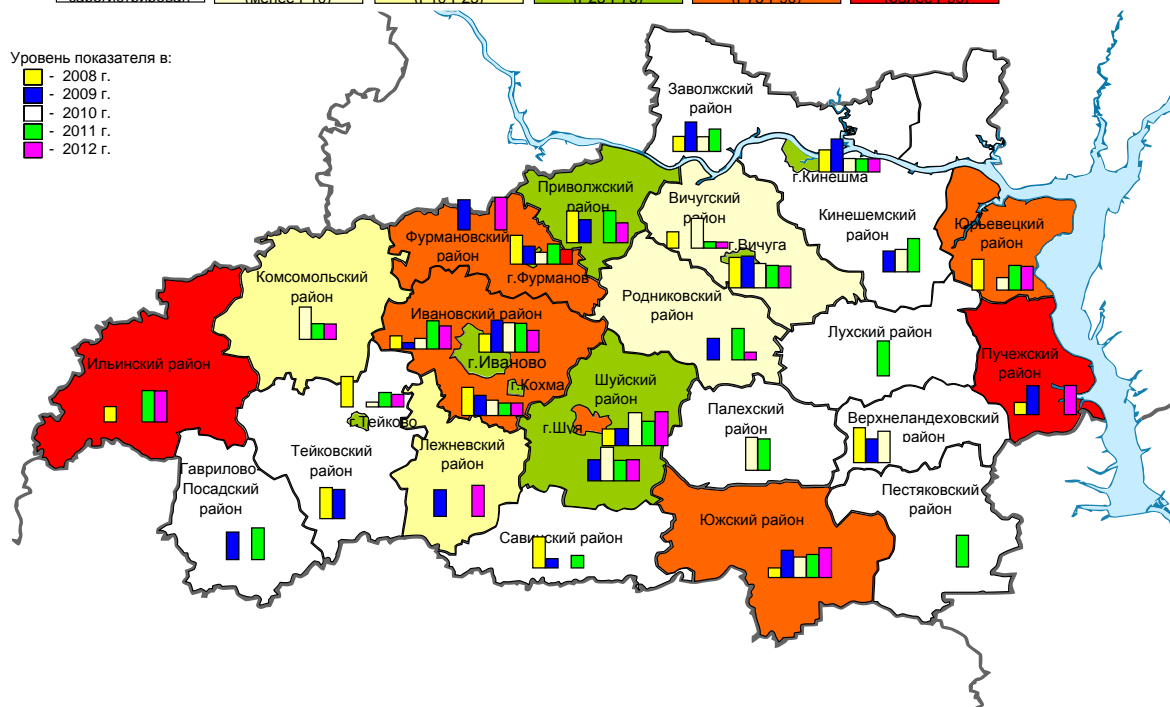 Уровень показателя в:
- 2008 г.
- 2009 г.
- 2010 г.
- 2011 г.
- 2012 г.
Заволжский
район
г.Кинешма
Приволжский
район
Вичугский
район
Кинешемский
район
Юрьевецкий
район
Фурмановский
район
г.Вичуга
г.Фурманов
Комсомольский
район
Родниковский
район
Ивановский район
Лухский район
Пучежский
район
Ильинский район
г.Иваново
г.Кохма
Шуйский
район
Палехский
район
Верхнеландеховский
район
г.Тейково
г.Шуя
Тейковский
район
Лежневский
район
Гаврилово
Посадский
район
Пестяковский
район
Южский район
Савинский район